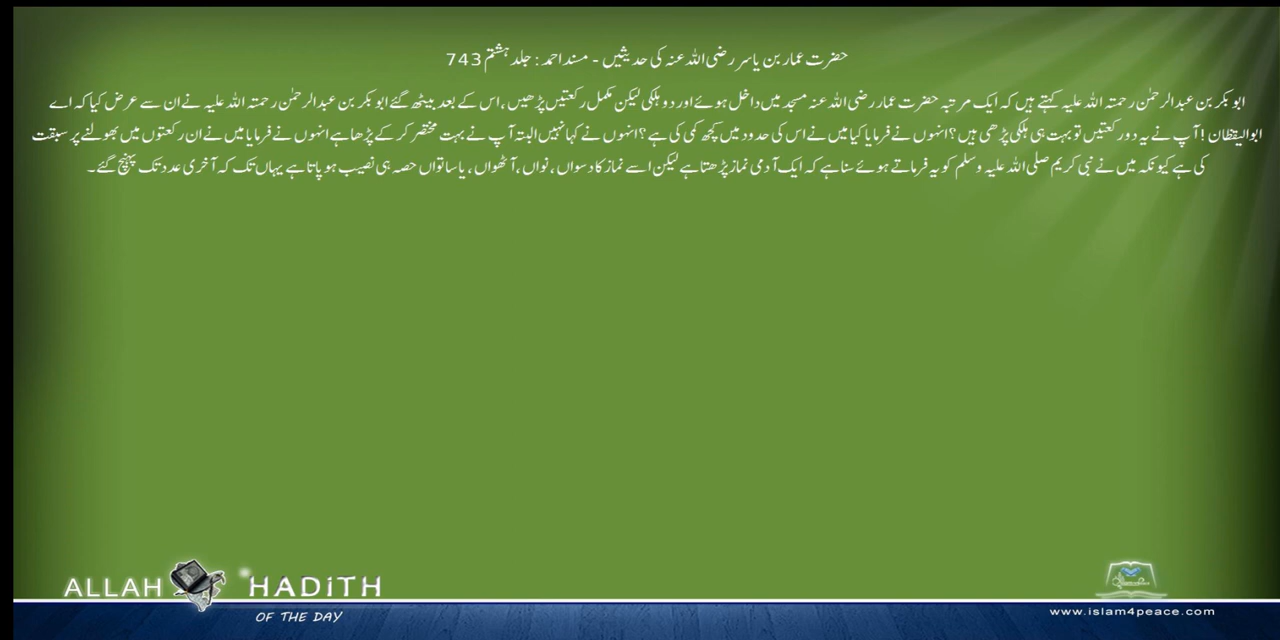 حضرت عمار بن یاسر رضی اللہ عنہ کی حدیثیں - مسند احمد : جلد ہشتم 743
ابو بکر بن عبدالرحمٰن رحمتہ اللہ علیہ کہتے ہیں کہ ایک مرتبہ حضرت عمار رضی اللہ عنہ مسجد میں داخل ہوئے اور دو ہلکی لیکن مکمل رکعتیں پڑھیں، اس کے بعد بیٹھ گئے ابو بکر بن عبدالرحمٰن رحمتہ اللہ علیہ نے ان سے عرض کیا کہ اے
ابوالیقظان ! آپ نے یہ دو رکعتیں تو بہت ہی ہلکی پڑھی ہیں ؟ انہوں نے فرمایا کیا میں نے اس کی حدود میں کچھ کمی کی ہے ؟ انہوں نے کہا نہیں البتہ آپ نے بہت مختصر کر کے پڑھا ہے انہوں نے فرمایا میں نے ان رکعتوں میں بھولنے پر سبقت
کی ہے کیونکہ میں نے نبی کریم صلی اللہ علیہ وسلم کو یہ فرماتے ہوئے سنا ہے کہ ایک آدمی نماز پڑھتا ہے لیکن اسے نماز کا دسواں ، نواں ، آٹھواں ، یا ساتواں حصہ ہی نصیب ہو پاتا ہے یہاں تک کہ آخری عدد تک پہنچ گئے۔
ALLAH HADITH
OF THE DAY
www.islam4peace.com